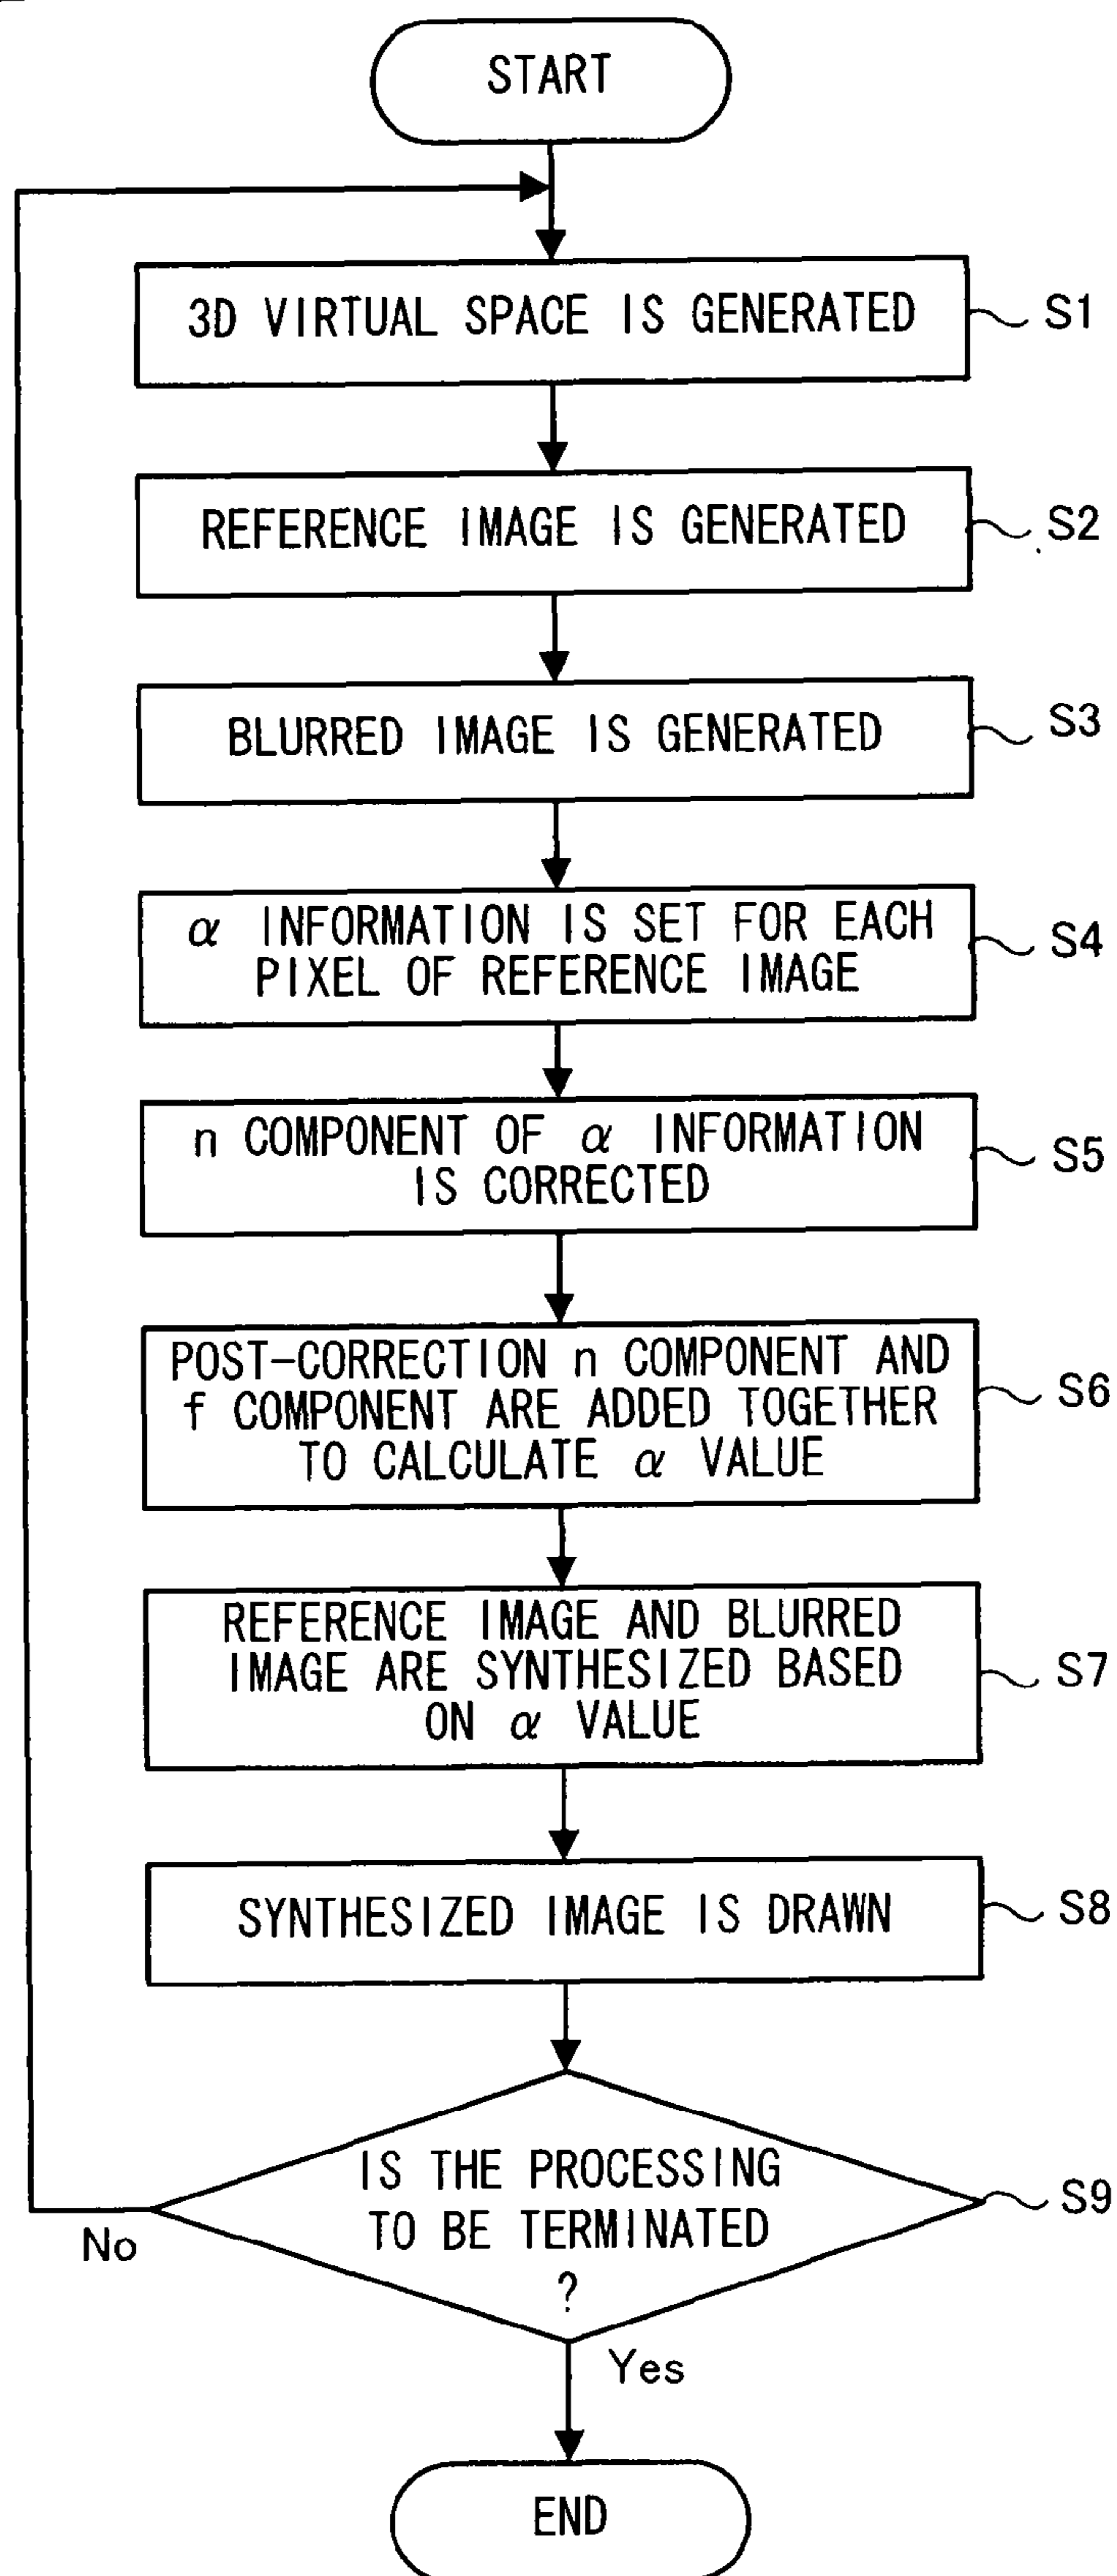 START
3D VIRTUAL SPACE IS GENERATED
S1
REFERENCE IMAGE IS GENERATED
S2
BLURRED IMAGE IS GENERATED
S3
α INFORMATION IS SET FOR EACH
PIXEL OF REFERENCE IMAGE
S4
n COMPONENT OF α INFORMATION
IS CORRECTED
S5
POST-CORRECTION n COMPONENT AND
f COMPONENT ARE ADDED TOGETHER
TO CALCULATE α VALUE
S6
REFERENCE IMAGE AND BLURRED
IMAGE ARE SYNTHESIZED BASED
ON α VALUE
S7
SYNTHESIZED IMAGE IS DRAWN
S8
IS THE PROCESSING
TO BE TERMINATED
?
S9
No
Yes
END